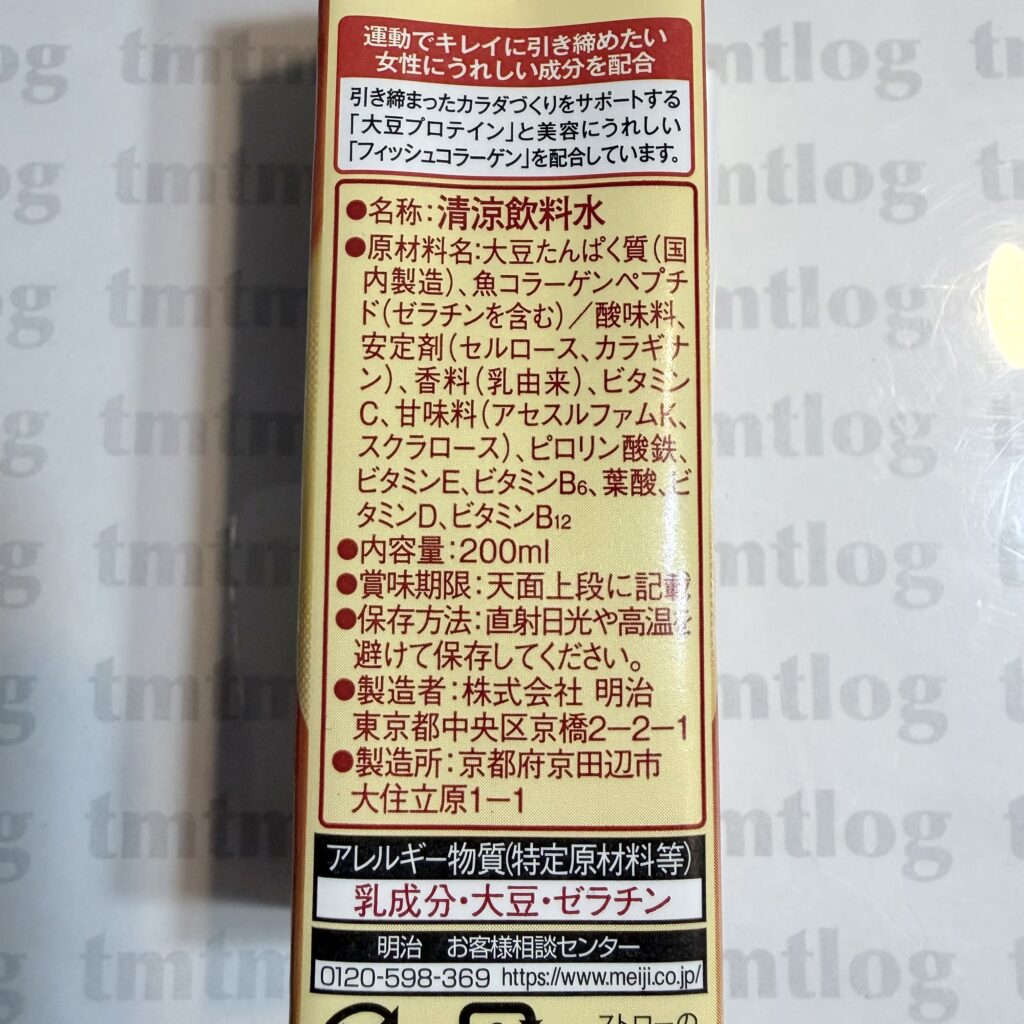 運動でキレイに引き締めたい
女性にうれしい成分を配合
引き締まったカラダづくりをサポートする
「大豆プロテイン」と美容にうれしい
「フィッシュコラーゲン」を配合しています。
●名称：清涼飲料水
●原材料名：大豆たんぱく質（国
内製造）、魚コラーゲンペプチ
ド（ゼラチンを含む）／酸味料、
安定剤（セルロース、カラギナ
ン）、香料（乳由来）、ビタミン
C、甘味料（アセスルファムK、
スクラロース）、ピロリン酸鉄、
ビタミンE、ビタミンB6、葉酸、ビ
タミンD、ビタミンB12
●内容量：200ml
●賞味期限：天面上段に記載
●保存方法：直射日光や高温を
避けて保存してください。
●製造者：株式会社 明治
東京都中央区京橋2－2－1
●製造所：京都府京田辺市
大住立原1－1
アレルギー物質(特定原材料等)
乳成分・大豆・ゼラチン
明治 お客様相談センター
0120-598-369 https://www.meiji.co.jp/
ストローの
tmtmlog